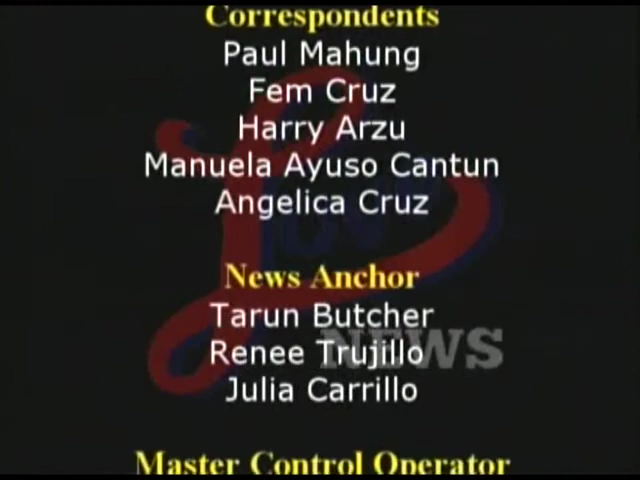 Correspondents
Paul Mahung
Fem Cruz
Harry Arzu
Manuela Ayuso Cantun
Angelica Cruz
News Anchor
Tarun Butcher
Renee Trujillo
NEWS
Julia Carrillo
Master Control Operator